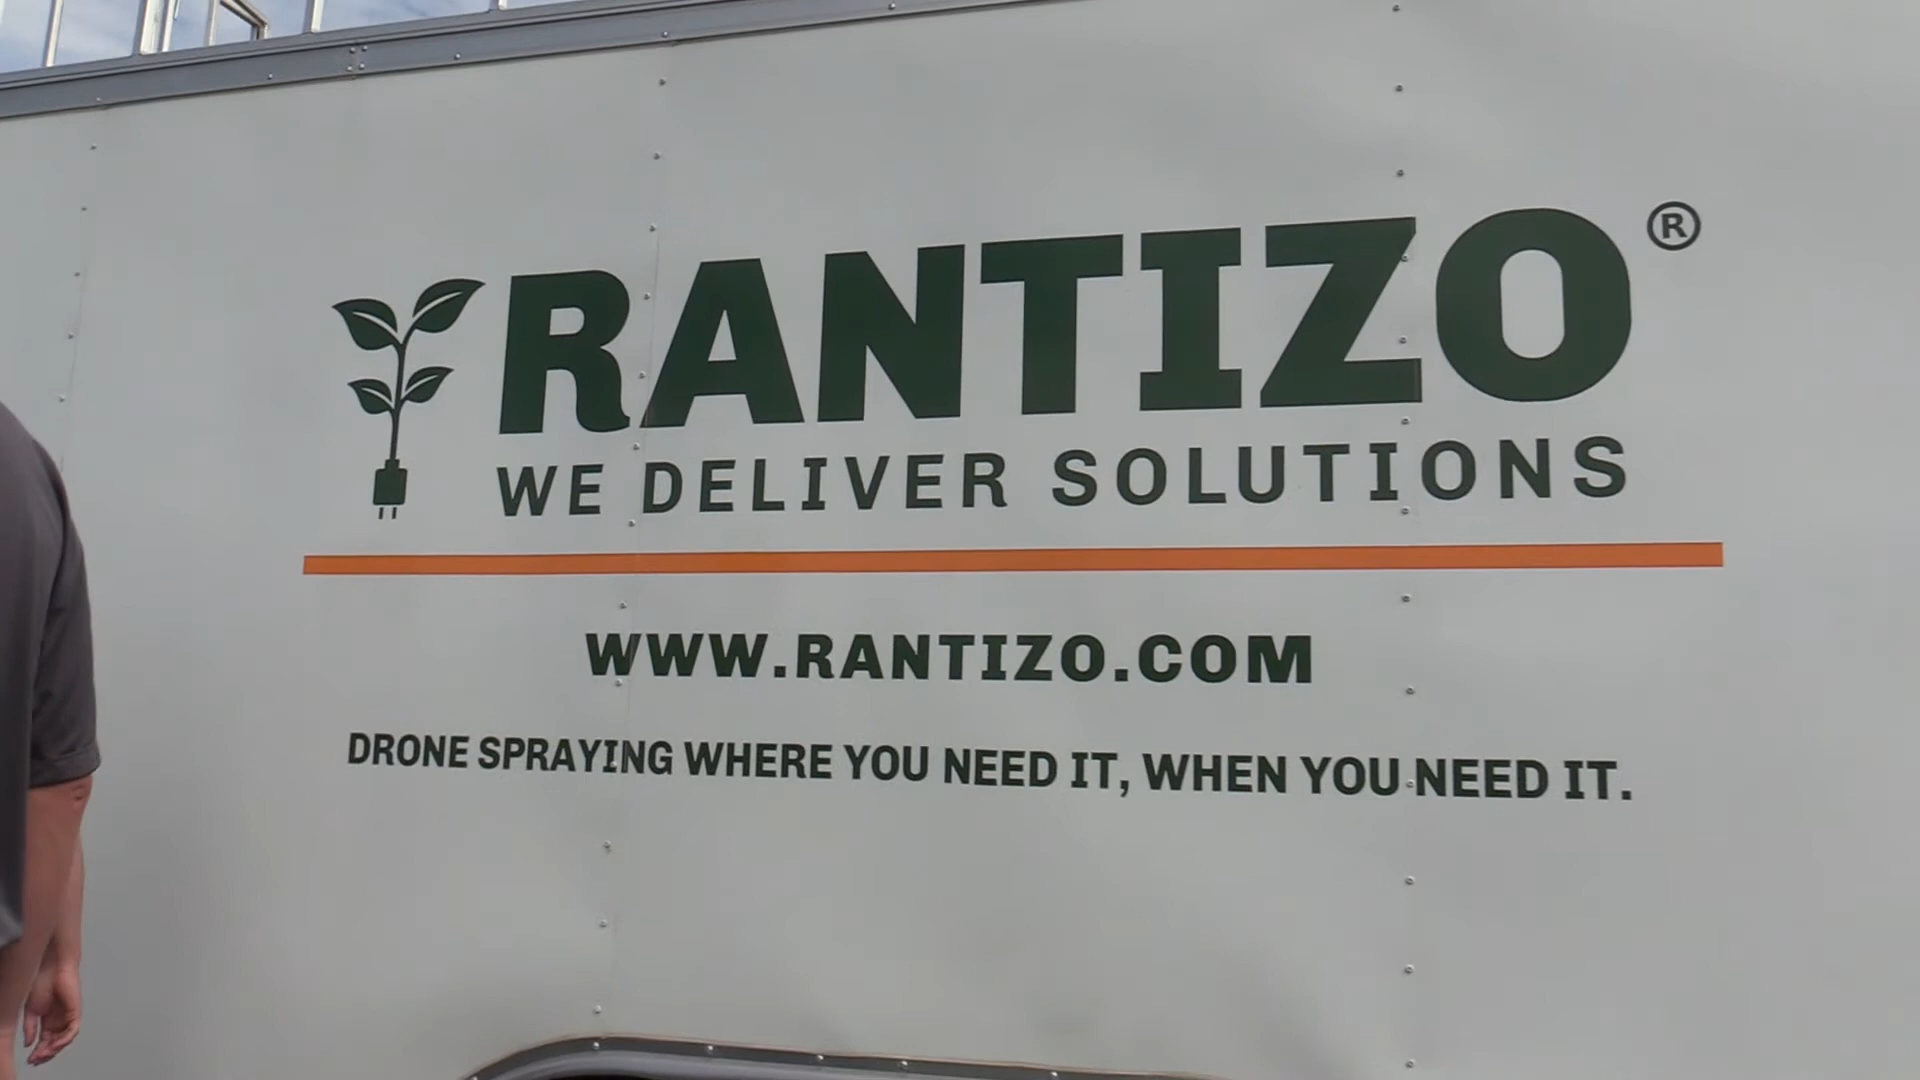 RANTIZO®
WE DELIVER SOLUTIONS
WWW.RANTIZO.COM
DRONE SPRAYING WHERE YOU NEED IT, WHEN YOU NEED IT.